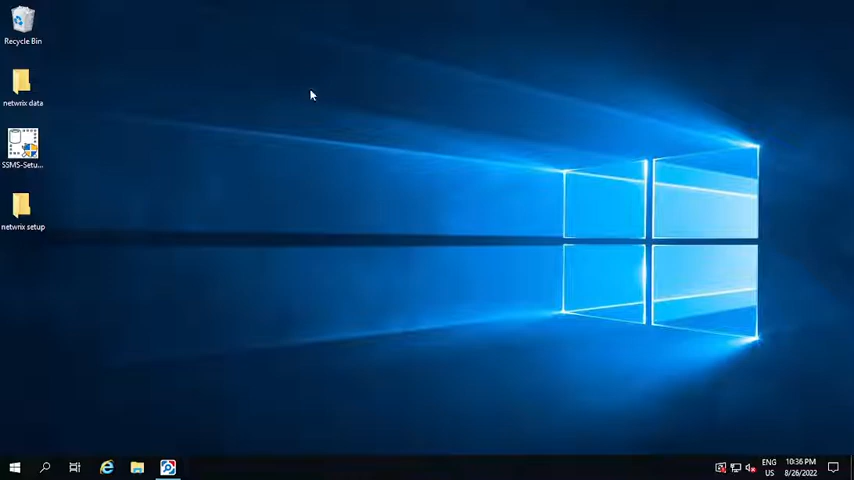 Recycle Bin
netwrix data
SSMS-Setu...
netwrix setup
ENG
US
10:36 PM
8/26/2022